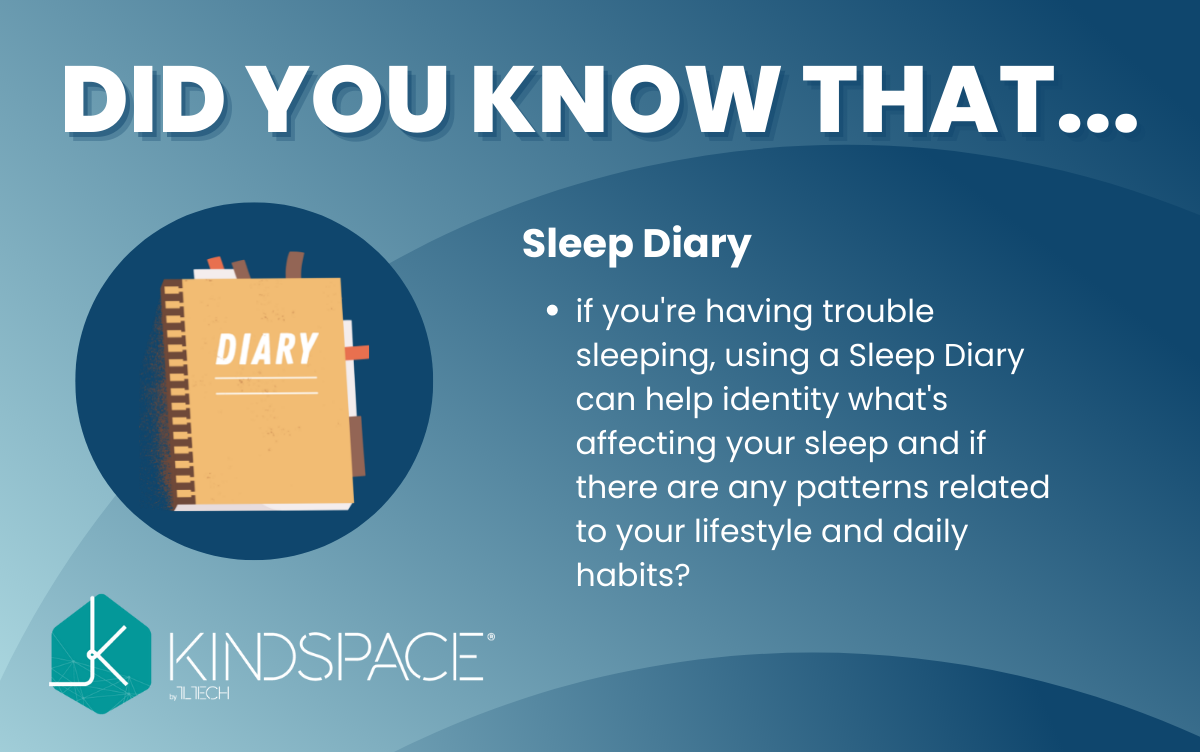 DID YOU KNOW THAT...
DIARY
Sleep Diary
• if you're having trouble
sleeping, using a Sleep Diary
can help identity what's
affecting your sleep and if
there are any patterns related
to your lifestyle and daily
habits?
KINDSPACE®
by TLTECH